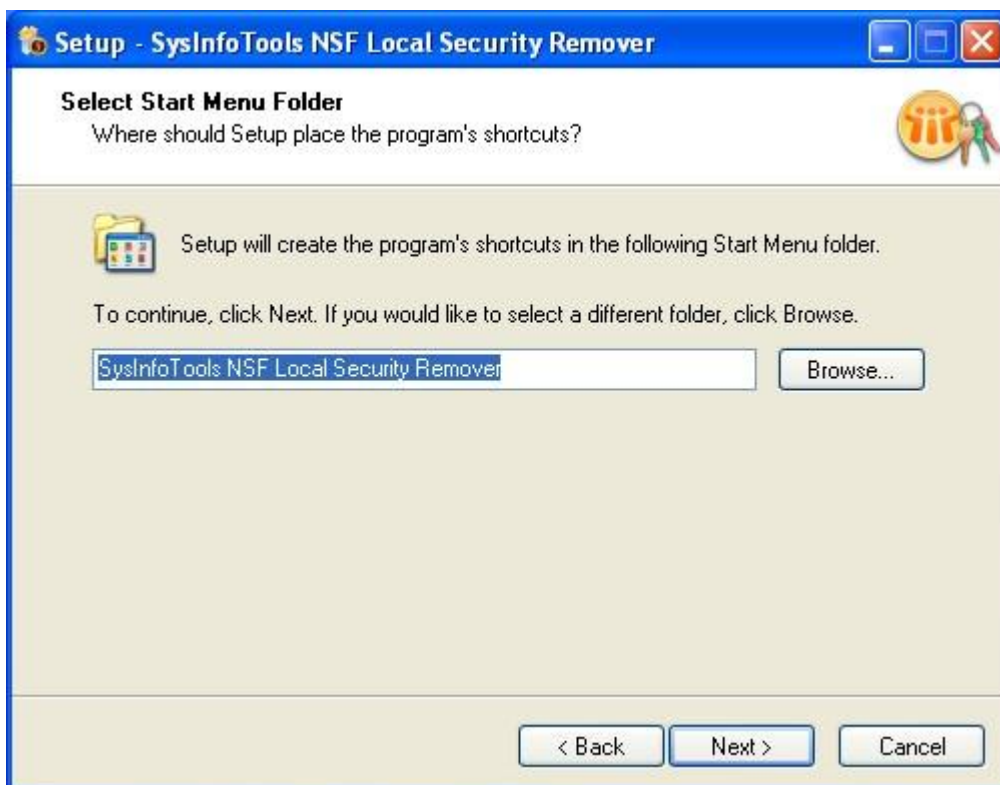 Setup - SysInfoTools NSF Local Security Remover
Select Start Menu Folder
Where should Setup place the program's shortcuts?
Setup will create the program's shortcuts in the following Start Menu folder.
To continue, click Next. If you would like to select a different folder, click Browse.
SysInfoTools NSF Local Security Remover
Browse...
< Back Next > Cancel